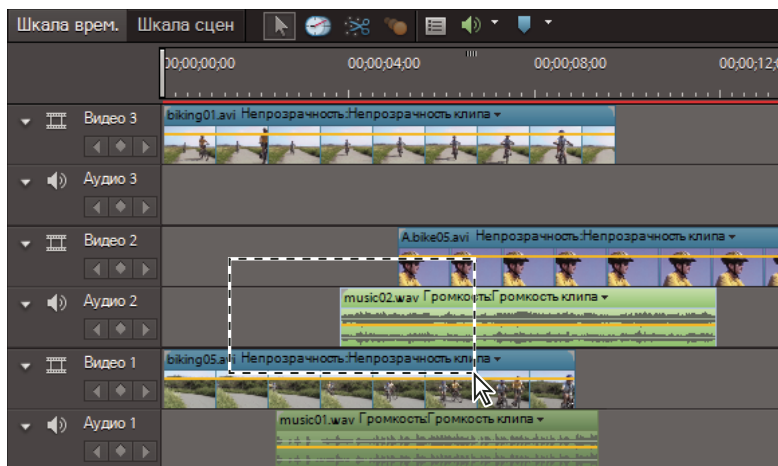 Шкала врем. Шкала сцен
00;00;00;00 00;00;04;00 00;00;08;00 00;00;12;
Видео 3
biking01.avi Непрозрачность:Непрозрачность клипа
Аудио 3
Видео 2
A.bike05.avi Непрозрачность:Непрозрачность клипа
Аудио 2
music02.wav Громкость:Громкость клипа
Видео 1
biking05.avi Непрозрачность:Непрозрачность клипа
Аудио 1
music01.wav Громкость:Громкость клипа